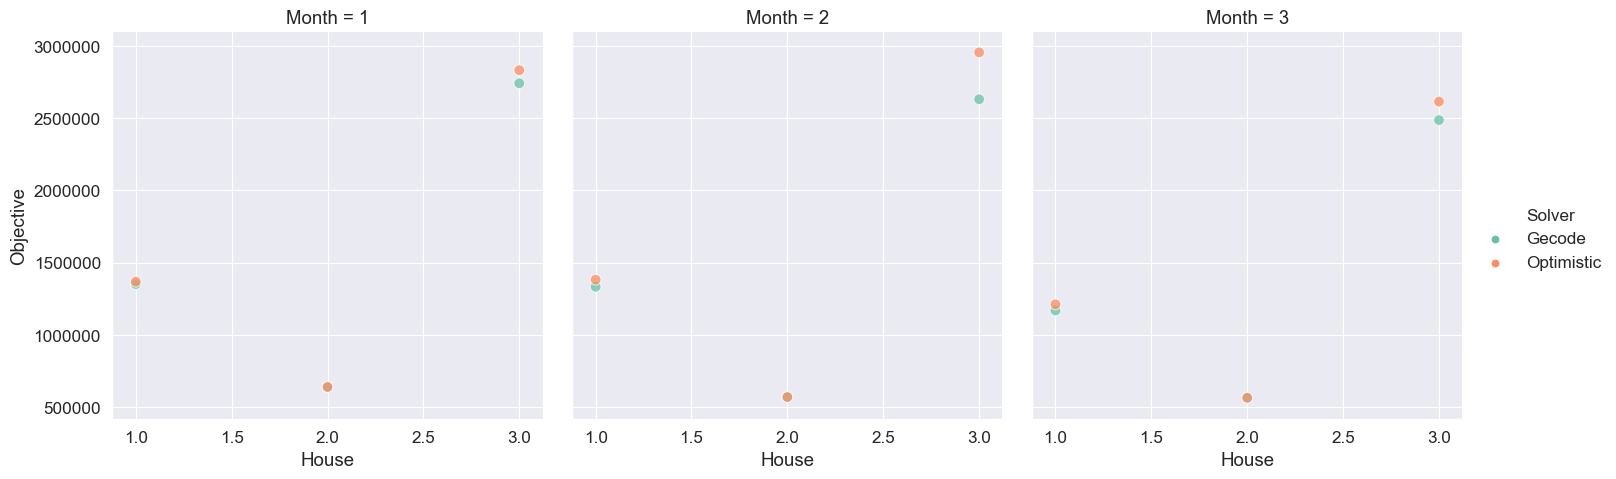 Month = 1
Month = 2
Month = 3
Objective
3000000
2500000
2000000
1500000
1000000
500000
1.0 1.5 2.0 2.5 3.0
House
1.0 1.5 2.0 2.5 3.0
House
1.0 1.5 2.0 2.5 3.0
House
Solver
Gecode
Optimistic